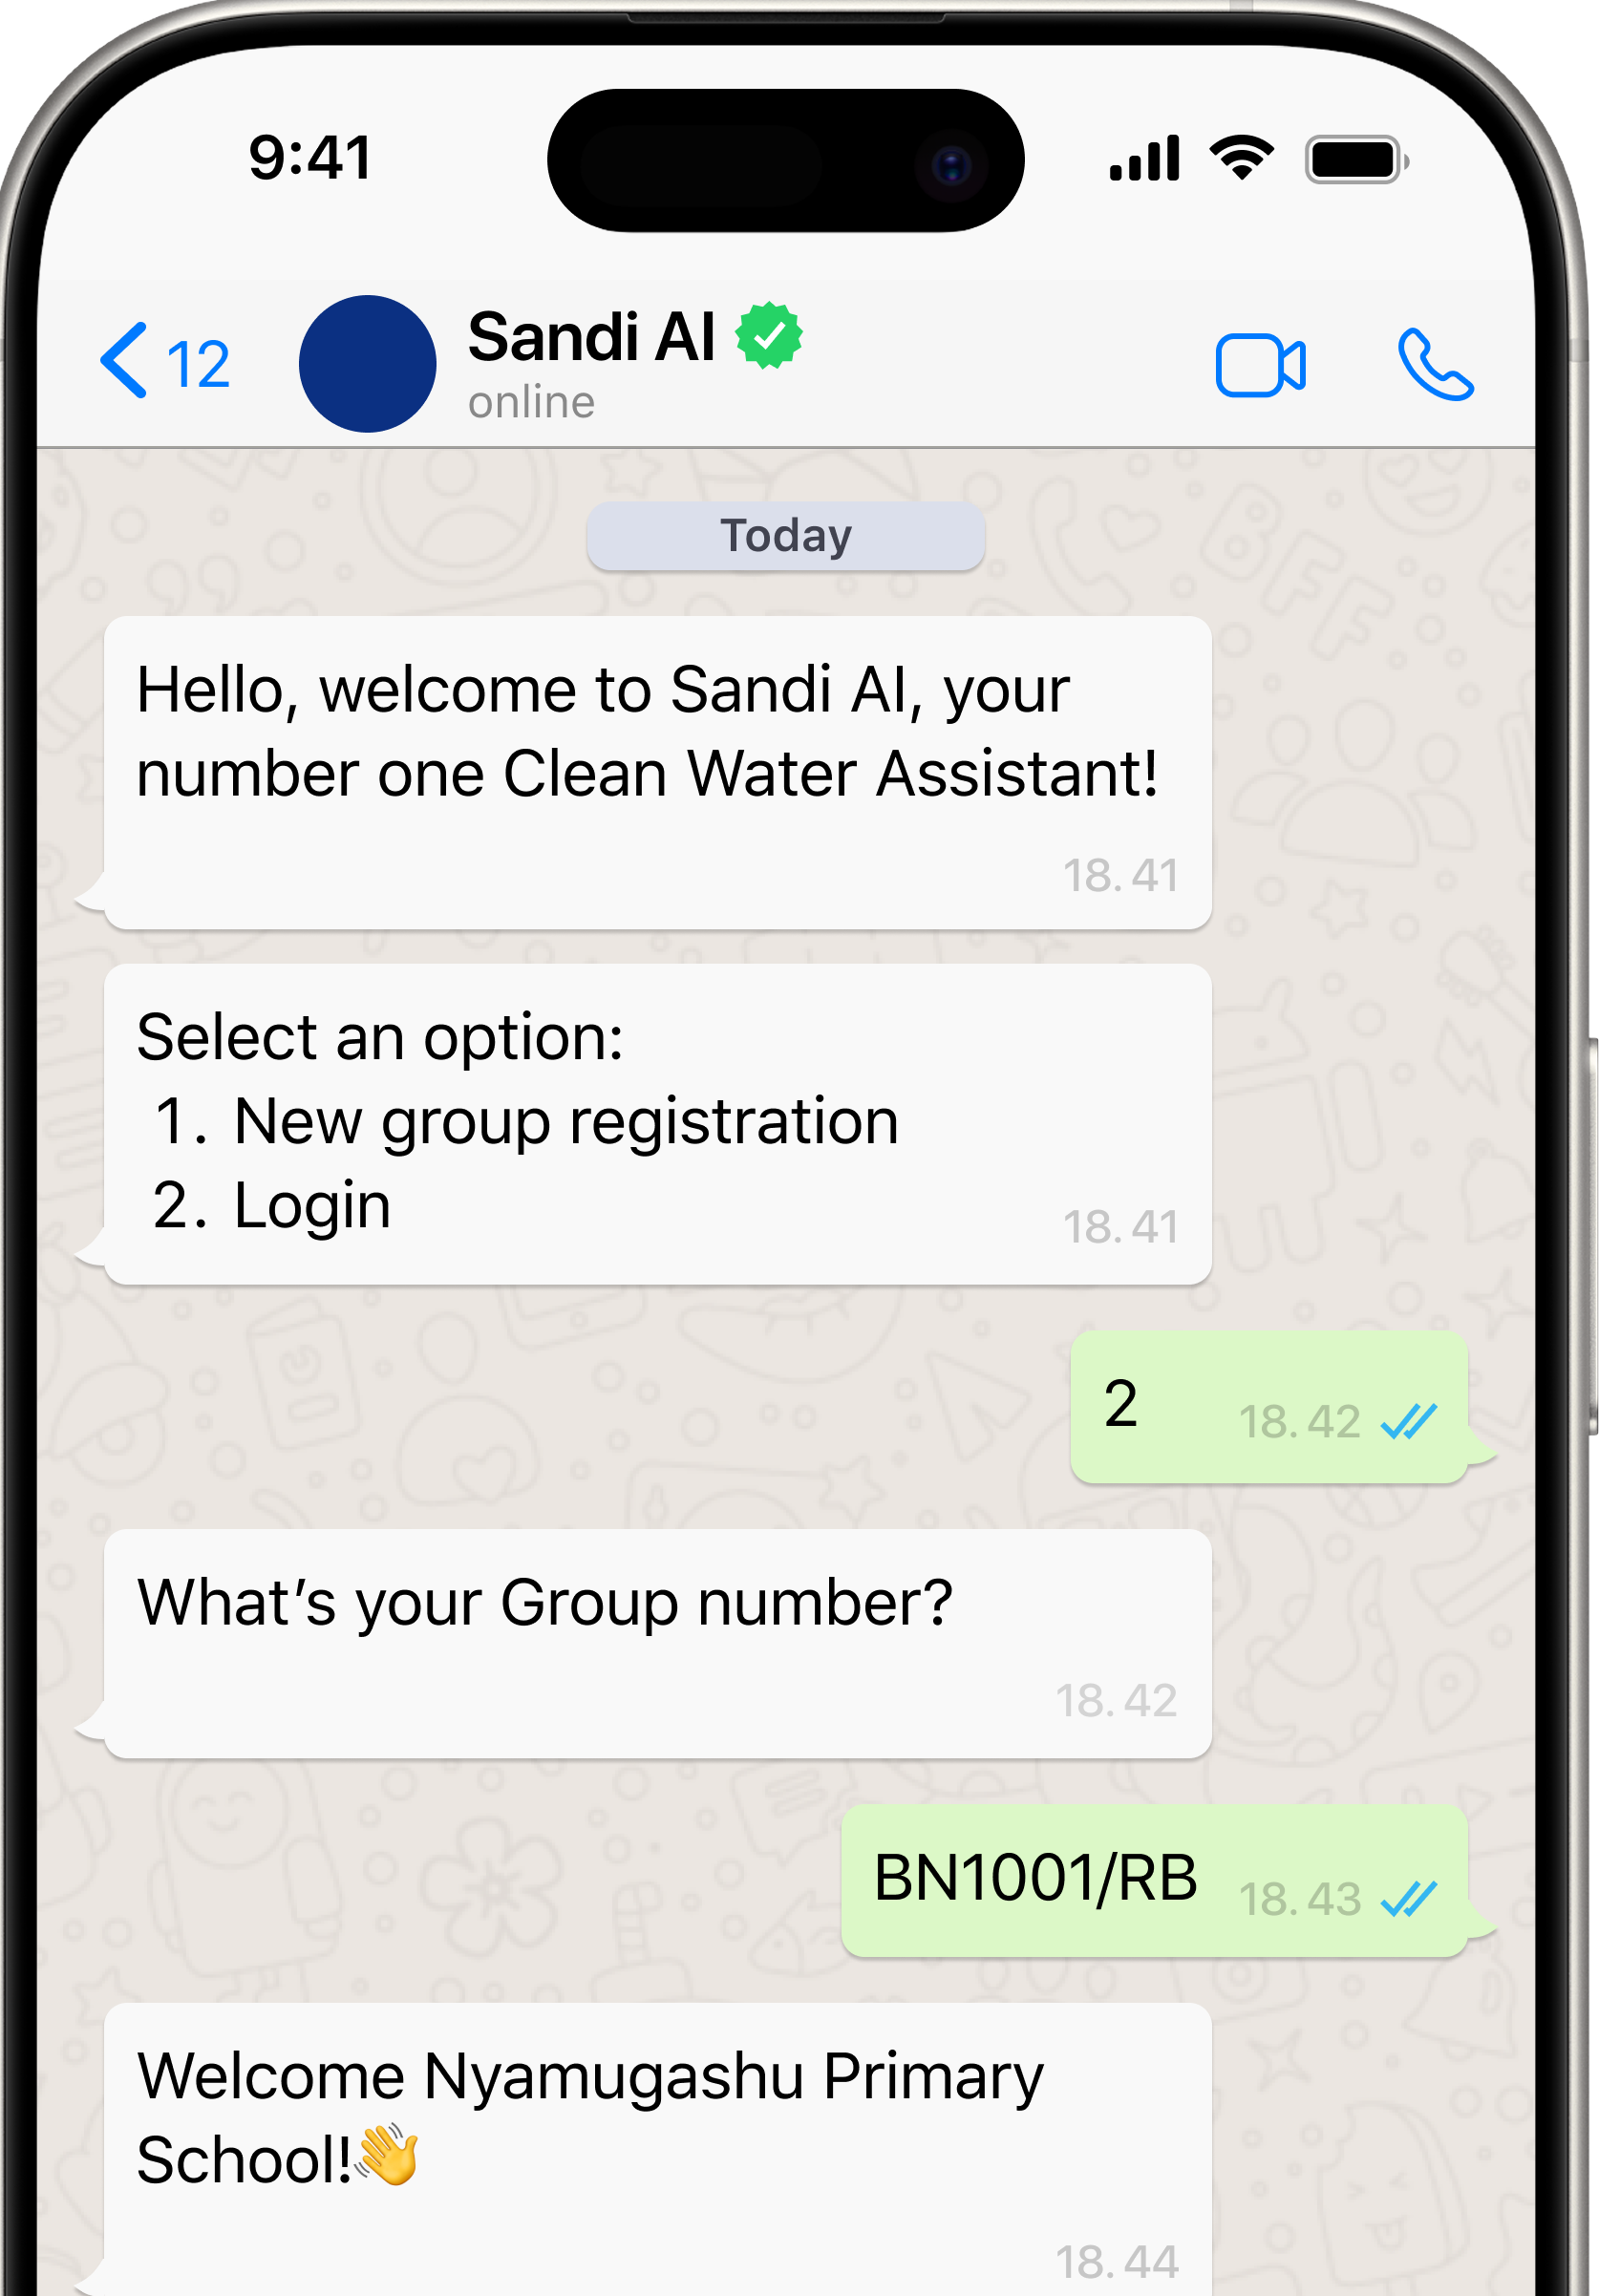 9:41
12
Sandi AI
online
Today
Hello, welcome to Sandi AI, your
number one Clean Water Assistant!
18.41
Select an option:
1. New group registration
2. Login
18.41
2 18.42
What’s your Group number?
18.42
BN1001/RB 18.43
Welcome Nyamugashu Primary
School!👋
18.44